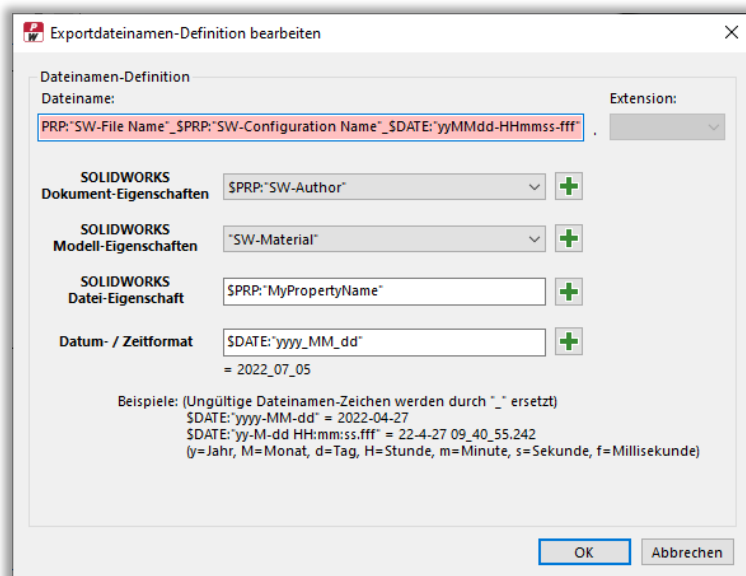 PW Exportdateinamen-Definition bearbeiten
Dateinamen-Definition
Dateiname: Extension:
PRP:"SW-File Name"_$PRP:"SW-Configuration Name"_$DATE:"yyMMdd-HHmmss-fff" .
SOLIDWORKS
Dokument-Eigenschaften $PRP:"SW-Author"
SOLIDWORKS
Modell-Eigenschaften "SW-Material"
SOLIDWORKS
Datei-Eigenschaft $PRP:"MyPropertyName"
Datum- / Zeitformat $DATE:"yyyy_MM_dd"
= 2022_07_05
Beispiele: (Ungültige Dateinamen-Zeichen werden durch "_" ersetzt)
$DATE:"yyyy-MM-dd" = 2022-04-27
$DATE:"yy-M-dd HH:mm:ss.fff" = 22-4-27 09_40_55.242
(y=Jahr, M=Monat, d=Tag, H=Stunde, m=Minute, s=Sekunde, f=Millisekunde)
OK Abbrechen